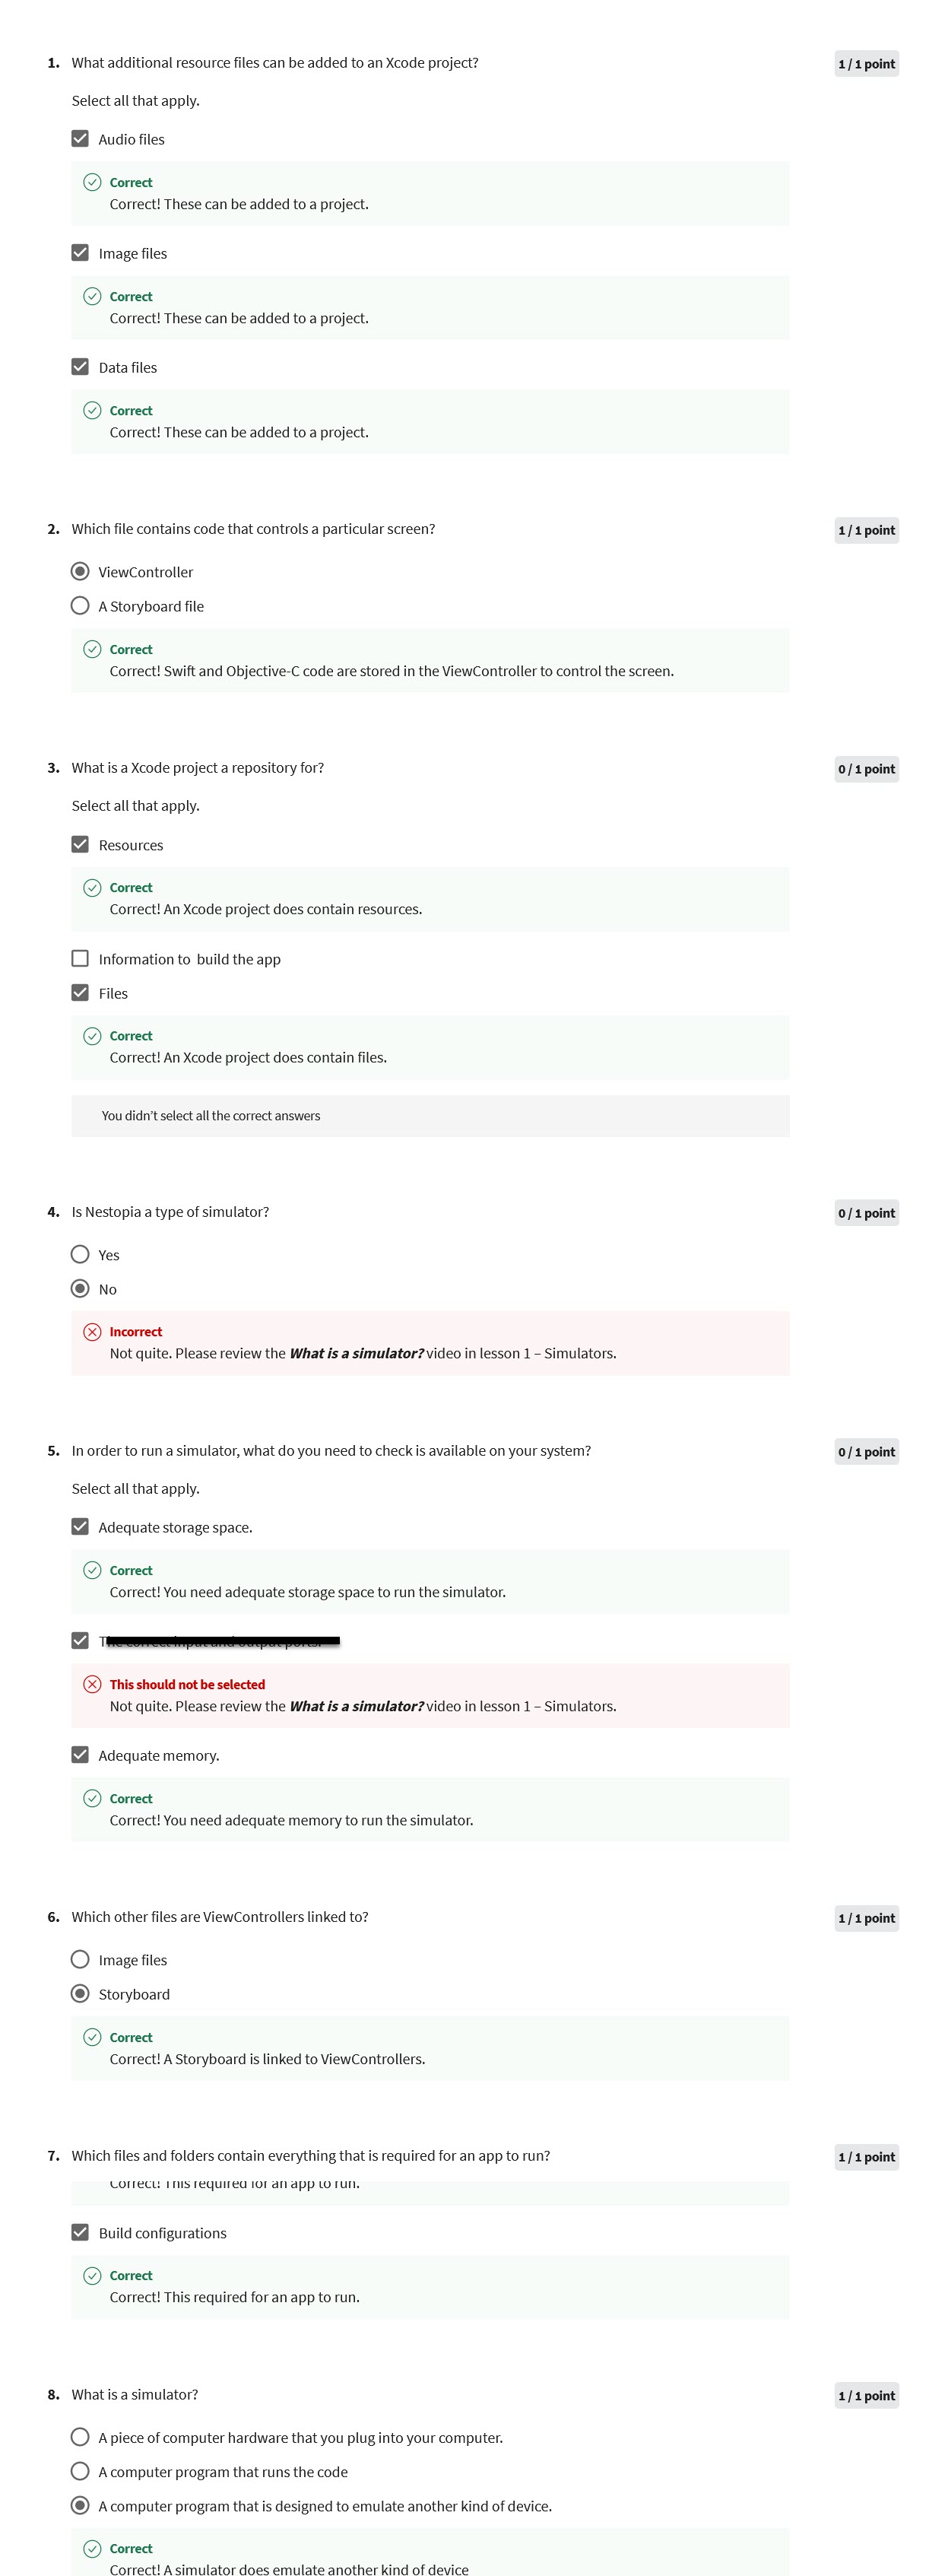 1. What additional resource files can be added to an Xcode project?
1 / 1 point
Select all that apply.
Audio files
Correct
Correct! These can be added to a project.
Image files
Correct
Correct! These can be added to a project.
Data files
Correct
Correct! These can be added to a project.
2. Which file contains code that controls a particular screen?
1 / 1 point
ViewController
A Storyboard file
Correct
Correct! Swift and Objective-C code are stored in the ViewController to control the screen.
3. What is a Xcode project a repository for?
0 / 1 point
Select all that apply.
Resources
Correct
Correct! An Xcode project does contain resources.
Information to build the app
Files
Correct
Correct! An Xcode project does contain files.
You didn't select all the correct answers
4. Is Nestopia a type of simulator?
0 / 1 point
Yes
No
Incorrect
Not quite. Please review the What is a simulator? video in lesson 1 – Simulators.
5. In order to run a simulator, what do you need to check is available on your system?
0 / 1 point
Select all that apply.
Adequate storage space.
Correct
Correct! You need adequate storage space to run the simulator.
This should not be selected
Not quite. Please review the What is a simulator? video in lesson 1 – Simulators.
Adequate memory.
Correct
Correct! You need adequate memory to run the simulator.
6. Which other files are ViewControllers linked to?
1 / 1 point
Image files
Storyboard
Correct
Correct! A Storyboard is linked to ViewControllers.
7. Which files and folders contain everything that is required for an app to run?
1 / 1 point
Correct! This required for an app to run.
Build configurations
Correct
Correct! This required for an app to run.
8. What is a simulator?
1 / 1 point
A piece of computer hardware that you plug into your computer.
A computer program that runs the code
A computer program that is designed to emulate another kind of device.
Correct
Correct! A simulator does emulate another kind of device